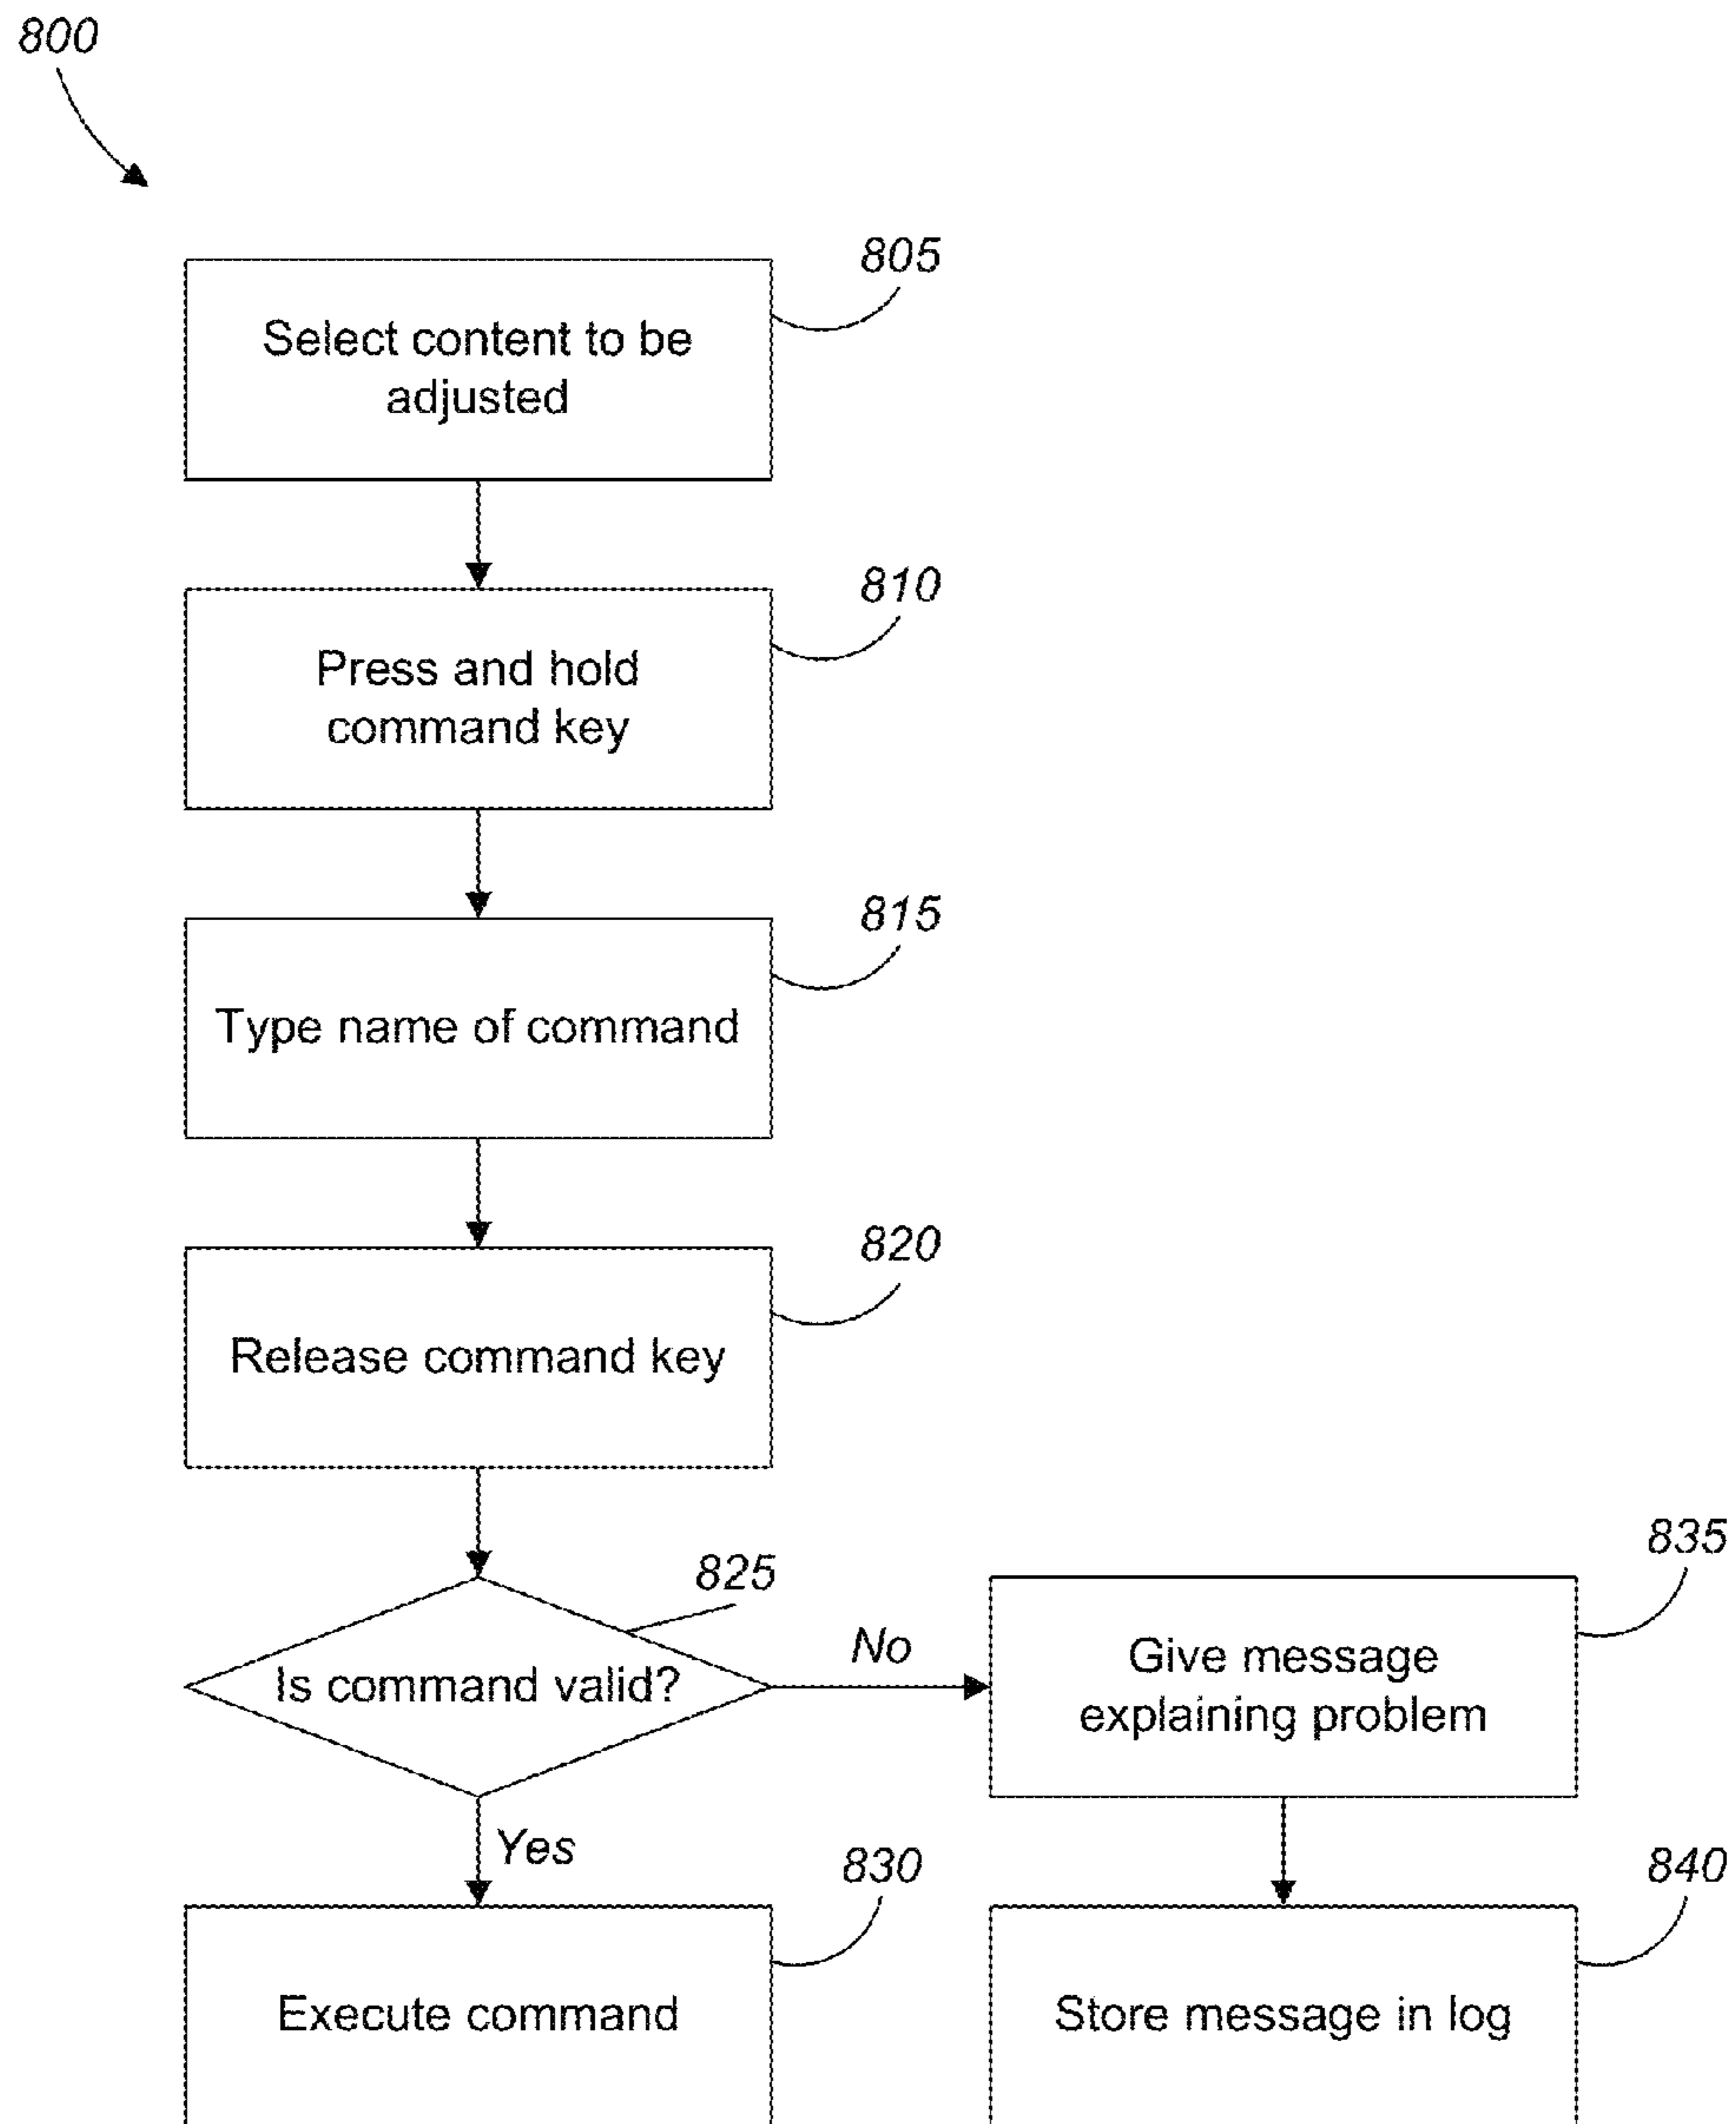 800
805
Select content to be
adjusted
810
Press and hold
command key
815
Type name of command
820
Release command key
825
835
Is command valid?
No
Give message
explaining problem
Yes
830
840
Execute command
Store message in log